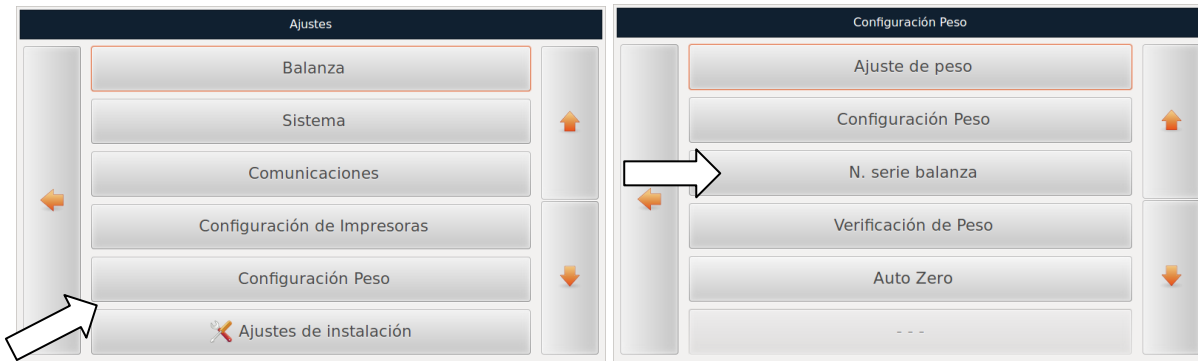 Ajustes
Balanza
Sistema
Comunicaciones
Configuración de Impresoras
Configuración Peso
Ajustes de instalación
Configuración Peso
Ajuste de peso
Configuración Peso
N. serie balanza
Verificación de Peso
Auto Zero
- - -